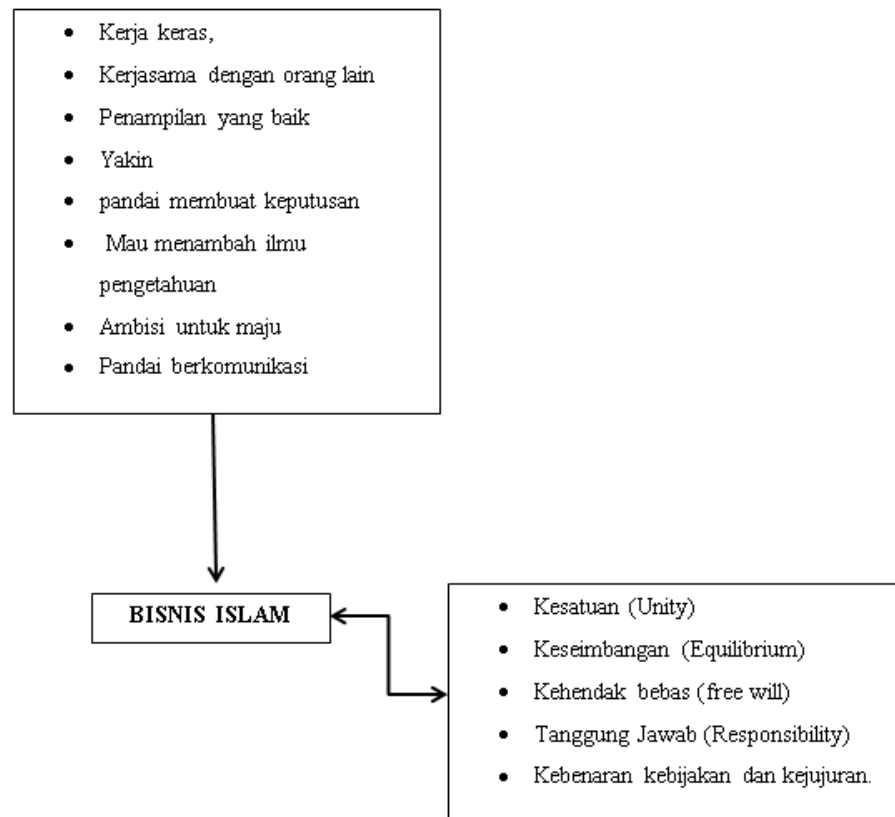 • Kerja keras,
• Kerjasama dengan orang lain
• Penampilan yang baik
• Yakin
• pandai membuat keputusan
• Mau menambah ilmu
pengetahuan
• Ambisi untuk maju
• Pandai berkomunikasi
BISNIS ISLAM
• Kesatuan (Unity)
• Keseimbangan (Equilibrium)
• Kehendak bebas (free will)
• Tanggung Jawab (Responsibility)
• Kebenaran kebijakan dan kejujuran.